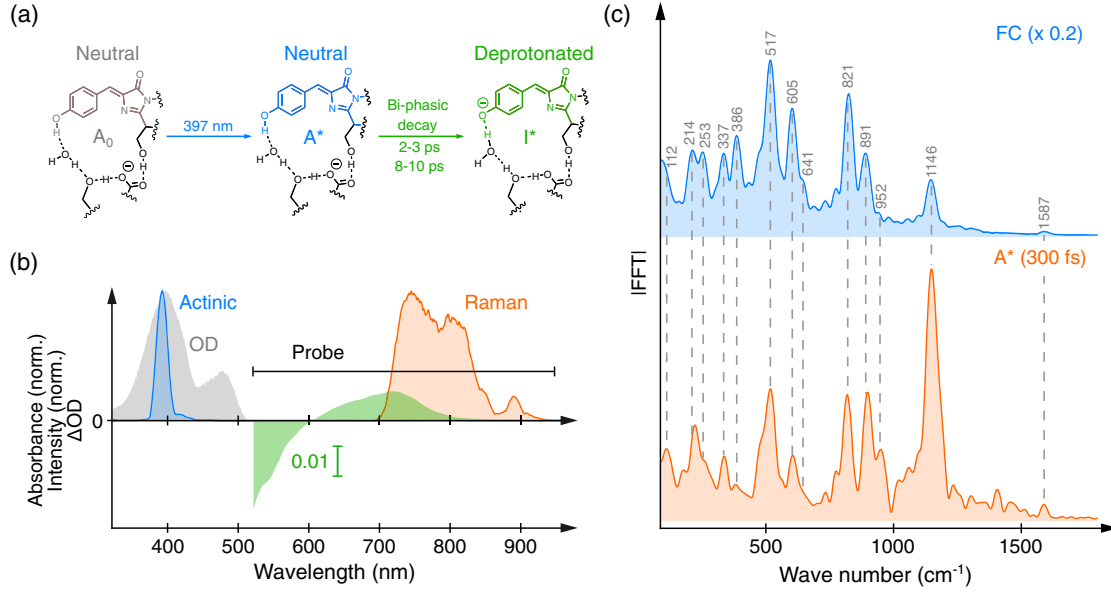 (a)
Neutral
Neutral
Deprotonated
O
N
N
O
H
A₀
O
H
H
O
H
O
H
O
⊖
O
397 nm
O
N
N
O
H
A*
O
H
H
O
H
O
H
O
⊖
O
Bi-phasic
decay
2-3 ps
8-10 ps
O
N
N
⊖
O
H
I*
O
H
H
O
H
O
H
O
⊖
O
(b)
Actinic
OD
Raman
Probe
0
0.01
Absorbance (norm.)
Intensity (norm.)
ΔOD
400
500
600
700
800
900
Wavelength (nm)
(c)
FC (x 0.2)
112
214
253
337
386
517
605
641
821
891
952
1146
1587
A* (300 fs)
|FFT|
500
1000
1500
Wave number (cm⁻¹)